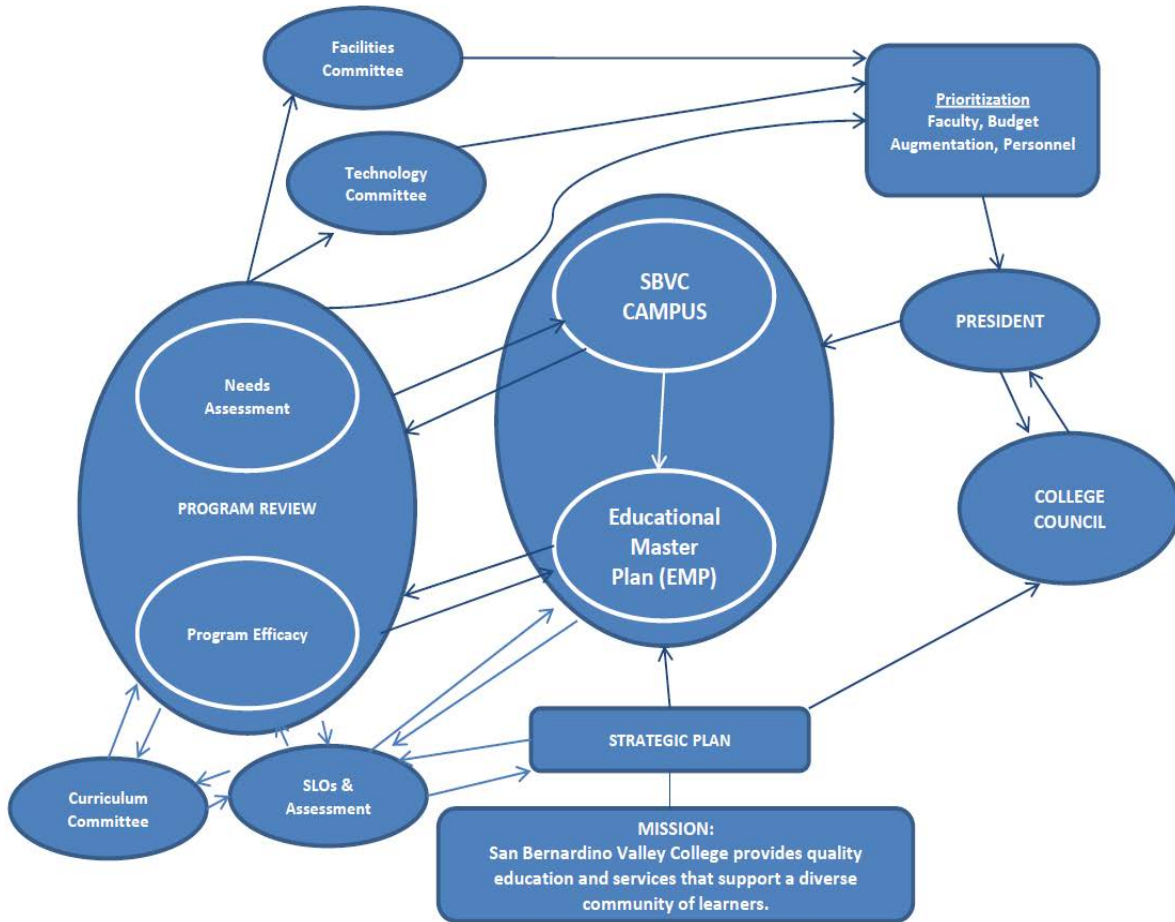 Facilities
Committee
Prioritization
Faculty, Budget
Augmentation, Personnel
Technology
Committee
SBVC
CAMPUS
PRESIDENT
Needs
Assessment
COLLEGE
COUNCIL
PROGRAM REVIEW
Educational
Master
Plan (EMP)
Program Efficacy
STRATEGIC PLAN
SLOs &
Assessment
Curriculum
Committee
MISSION:
San Bernardino Valley College provides quality
education and services that support a diverse
community of learners.